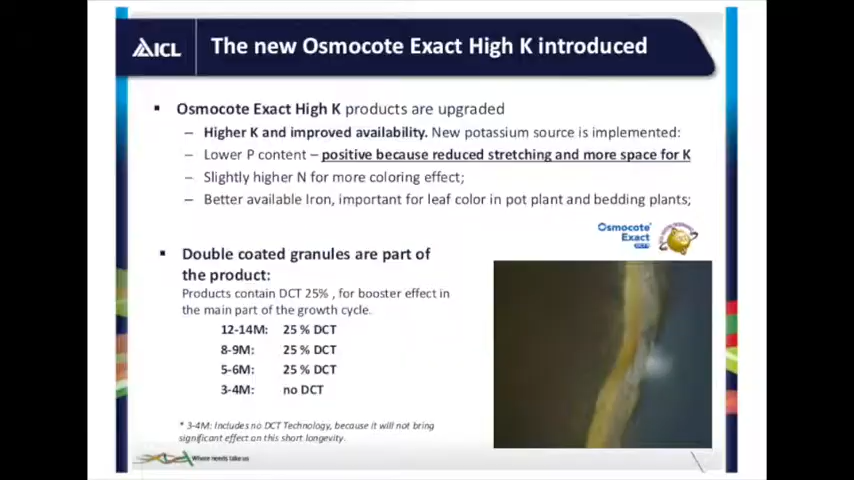 ICL
The new Osmocote Exact High K introduced
▪ Osmocote Exact High K products are upgraded
– Higher K and improved availability. New potassium source is implemented:
– Lower P content – positive because reduced stretching and more space for K
– Slightly higher N for more coloring effect;
– Better available Iron, important for leaf color in pot plant and bedding plants;
Osmocote
Exact
▪ Double coated granules are part of
the product:
Products contain DCT 25% , for booster effect in
the main part of the growth cycle.
12-14M: 25 % DCT
8-9M: 25 % DCT
5-6M: 25 % DCT
3-4M: no DCT
* 3-4M: Includes no DCT Technology, because it will not bring
significant effect on this short longevity.
Where needs take us